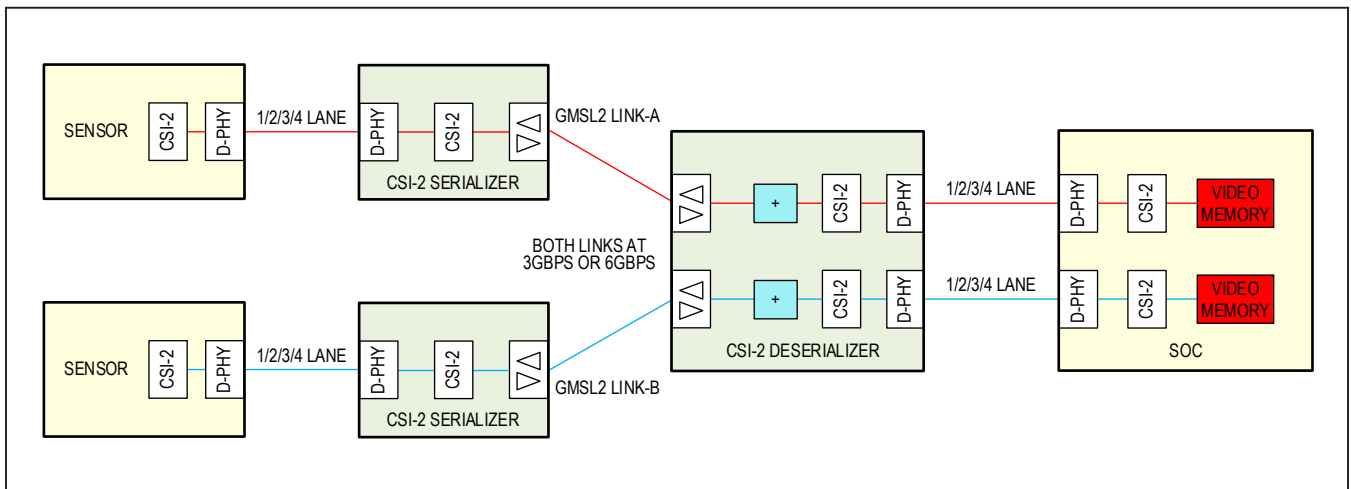 SENSOR
CSI-2
D-PHY
1/2/3/4 LANE
D-PHY
CSI-2
CSI-2 SERIALIZER
GMSL2 LINK-A
SENSOR
CSI-2
D-PHY
1/2/3/4 LANE
D-PHY
CSI-2
CSI-2 SERIALIZER
GMSL2 LINK-B
BOTH LINKS AT
3GBPS OR 6GBPS
+
CSI-2
D-PHY
+
CSI-2
D-PHY
CSI-2 DESERIALIZER
1/2/3/4 LANE
1/2/3/4 LANE
D-PHY
CSI-2
VIDEO
MEMORY
D-PHY
CSI-2
VIDEO
MEMORY
SOC